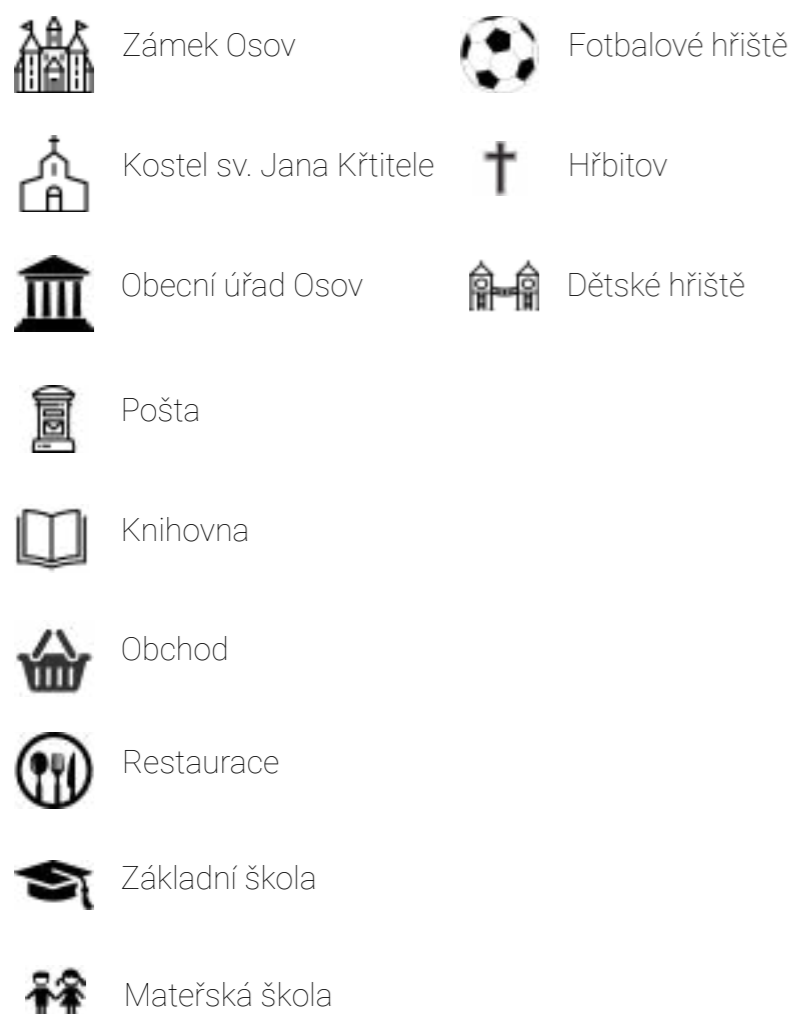 Zámek Osov
Kostel sv. Jana Křtitele
Obecní úřad Osov
Pošta
Knihovna
Obchod
Restaurace
Základní škola
Mateřská škola
Fotbalové hřiště
Hřbitov
Dětské hřiště